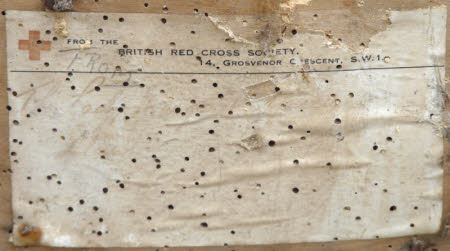 FROM THE
BRITISH RED CROSS SOCIETY.
14, GROSVENOR CRESCENT, S.W.1.